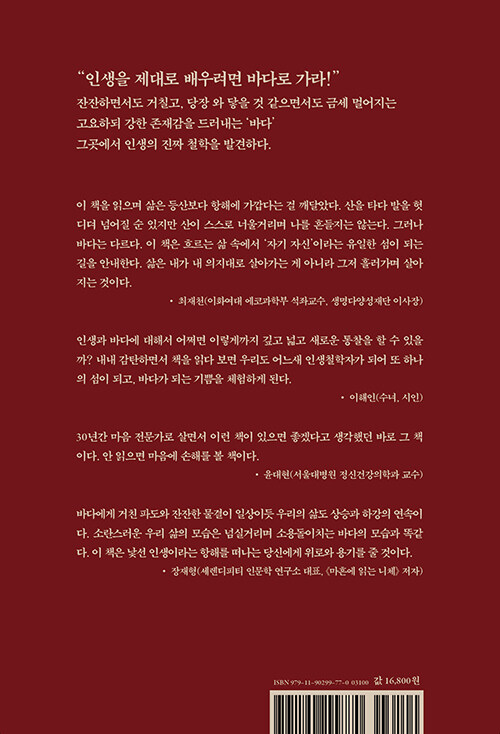 “인생을 제대로 배우려면 바다로 가라!”
잔잔하면서도 거칠고, 당장 와 닿을 것 같으면서도 금세 멀어지는
고요하되 강한 존재감을 드러내는 ‘바다’
그곳에서 인생의 진짜 철학을 발견하다.
이 책을 읽으며 삶은 등산보다 항해에 가깝다는 걸 깨달았다. 산을 타다 발을 헛
디뎌 넘어질 순 있지만 산이 스스로 너울거리며 나를 흔들지는 않는다. 그러나
바다는 다르다. 이 책은 흐르는 삶 속에서 ‘자기 자신’이라는 유일한 섬이 되는
길을 안내한다. 삶은 내가 내 의지대로 살아가는 게 아니라 그저 흘러가며 살아
지는 것이다.
• 최재천(이화여대 에코과학부 석좌교수, 생명다양성재단 이사장)
인생과 바다에 대해서 어쩌면 이렇게까지 깊고 넓고 새로운 통찰을 할 수 있을
까? 내내 감탄하면서 책을 읽다 보면 우리도 어느새 인생철학자가 되어 또 하나
의 섬이 되고, 바다가 되는 기쁨을 체험하게 된다.
• 이해인(수녀, 시인)
30년간 마음 전문가로 살면서 이런 책이 있으면 좋겠다고 생각했던 바로 그 책
이다. 안 읽으면 마음에 손해를 볼 책이다.
• 윤대현(서울대병원 정신건강의학과 교수)
바다에게 거친 파도와 잔잔한 물결이 일상이듯 우리의 삶도 상승과 하강의 연속이
다. 소란스러운 우리 삶의 모습은 넘실거리며 소용돌이치는 바다의 모습과 똑같
다. 이 책은 낯선 인생이라는 항해를 떠나는 당신에게 위로와 용기를 줄 것이다.
• 장재형(세렌디피티 인문학 연구소 대표, 《마흔에 읽는 니체》 저자)
ISBN 979-11-90299-77-0 03100 값 16,800원